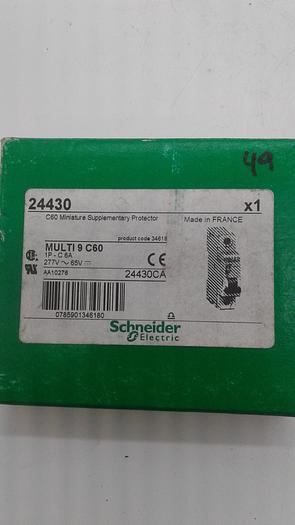 49
24430 x1
C60 Miniature Supplementary Protector Made in FRANCE
product code 34618
MULTI 9 C60
1P - C 6A
277V ~ 65V ⎓
CE
AA10276 24430CA
0785901346180
Schneider
Electric